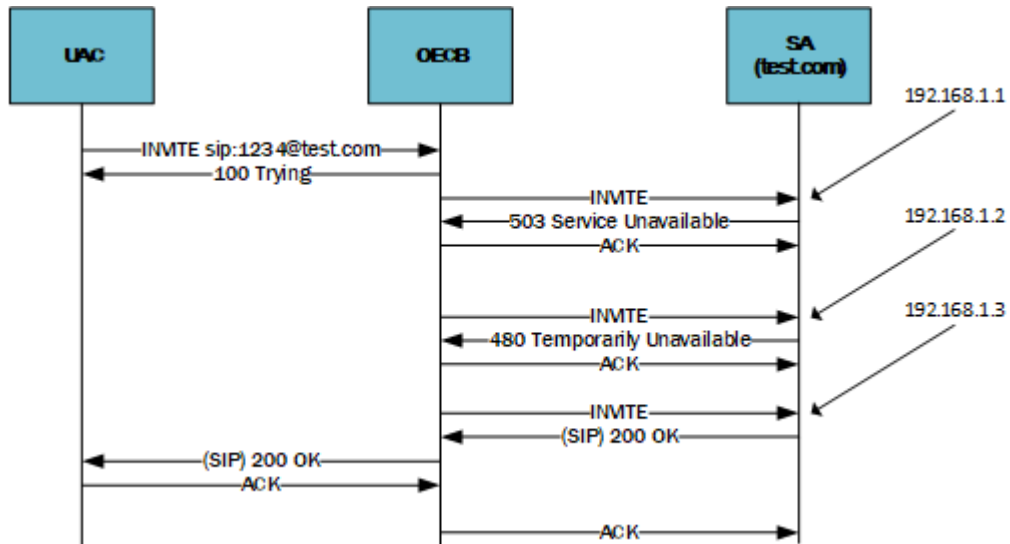 UAC
OECB
SA
(test.com)
192.168.1.1
INVITE sip:1234@test.com
100 Trying
INVITE
503 Service Unavailable
192.168.1.2
ACK
INVITE
192.168.1.3
480 Temporarily Unavailable
ACK
INVITE
(SIP) 200 OK
(SIP) 200 OK
ACK
ACK